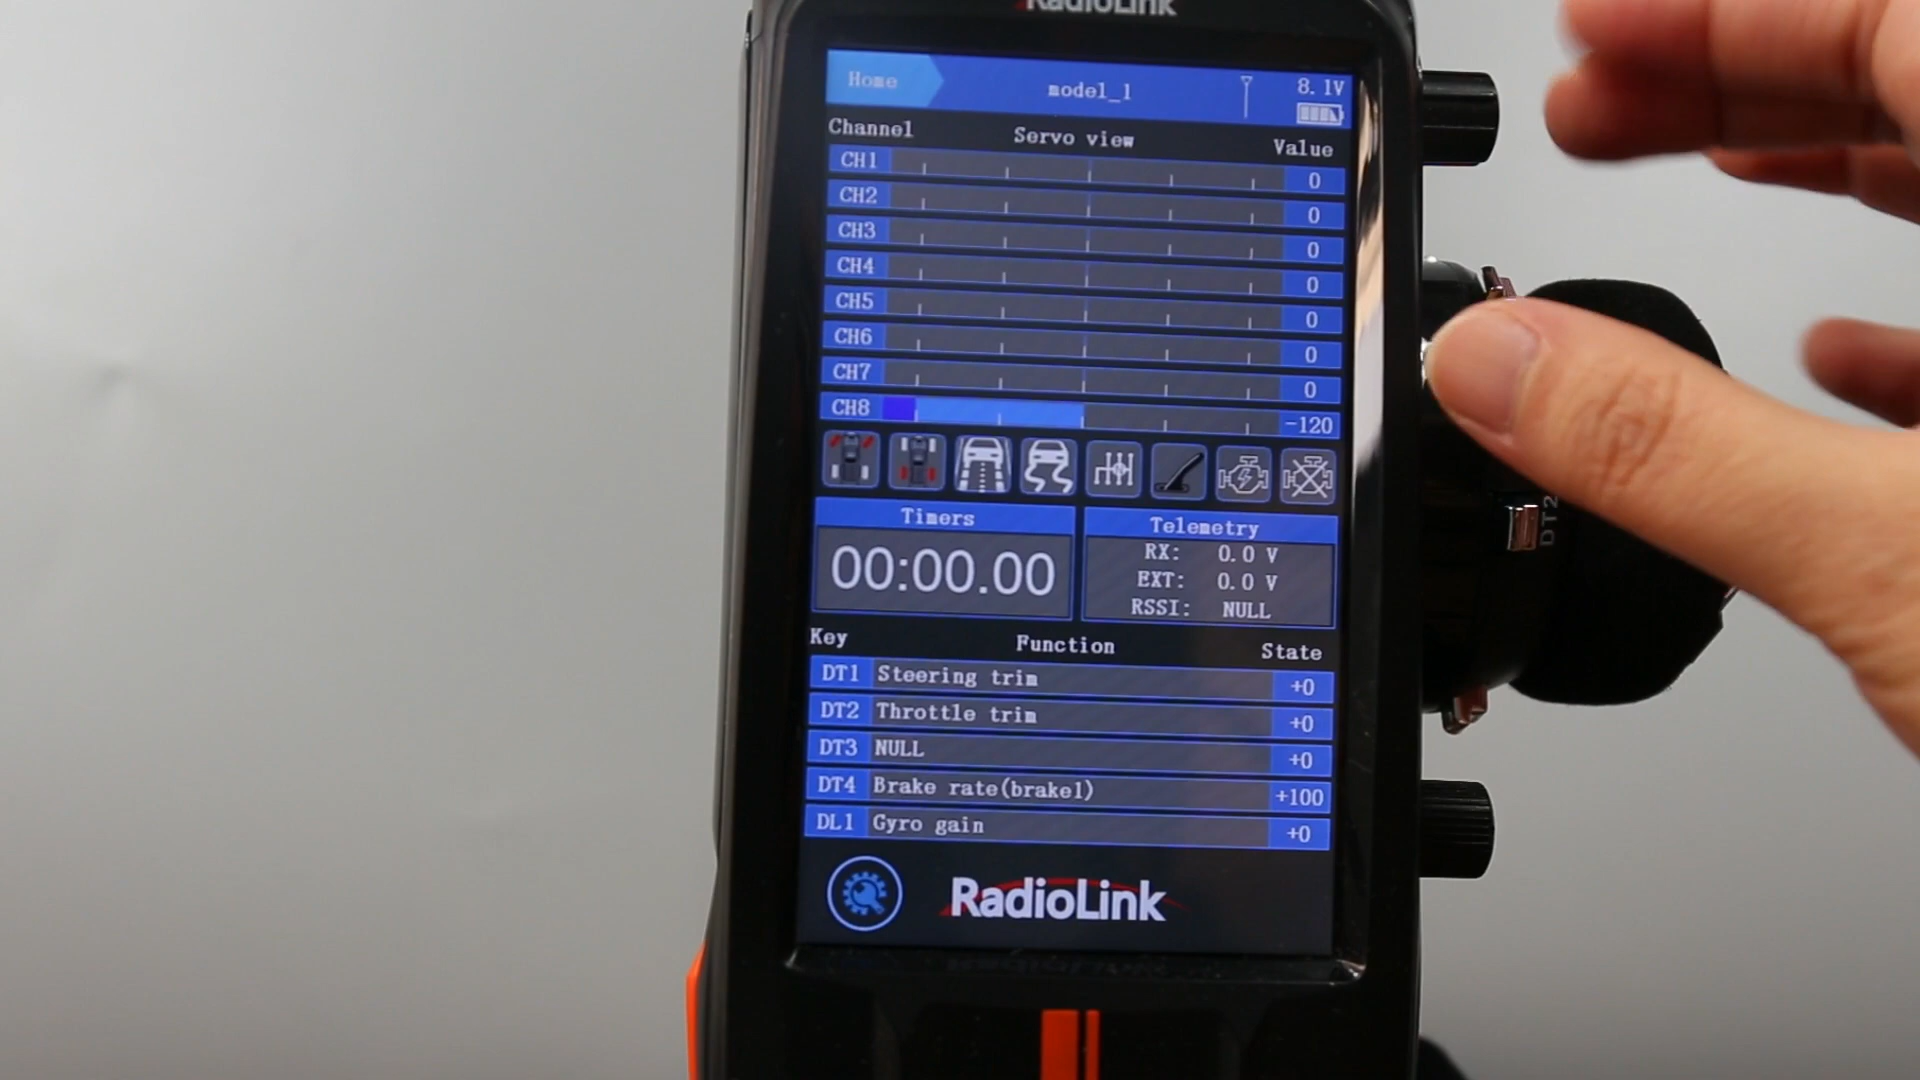 RadioLink
Home model_1 8.1V
Channel Servo view Value
CH1 0
CH2 0
CH3 0
CH4 0
CH5 0
CH6 0
CH7 0
CH8 -120
Timers Telemetry
00:00.00
RX: 0.0 V
EXT: 0.0 V
RSSI: NULL
Key Function State
DT1 Steering trim +0
DT2 Throttle trim +0
DT3 NULL +0
DT4 Brake rate(brake1) +100
DL1 Gyro gain +0
RadioLink
DT2